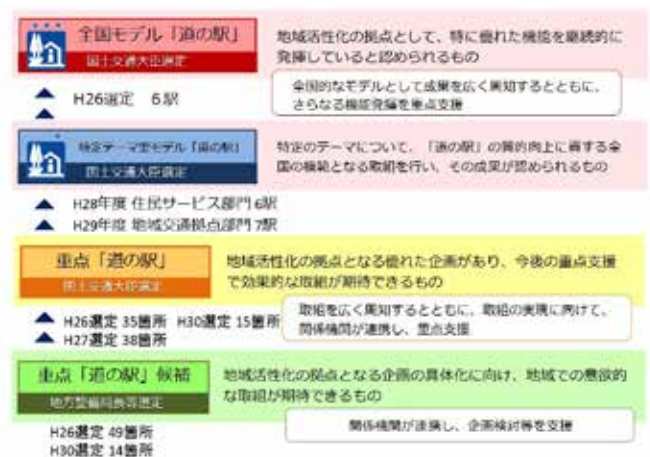 全国モデル「道の駅」
国土交通大臣選定
地域活性化の拠点として、特に優れた機能を継続的に
発揮していると認められるもの
全国的なモデルとして成果を広く周知するとともに、
さらなる機能発揮を重点支援
H26選定 6駅
特定テーマ型モデル「道の駅」
国土交通大臣選定
特定のテーマについて、「道の駅」の質的向上に資する全
国の模範となる取組を行い、その成果が認められるもの
H28年度 住民サービス部門 6駅
H29年度 地域交通拠点部門 7駅
重点「道の駅」
国土交通大臣選定
地域活性化の拠点となる優れた企画があり、今後の重点支援
で効果的な取組が期待できるもの
取組を広く周知するとともに、取組の実現に向けて、
関係機関が連携し、重点支援
H26選定 35箇所 H30選定 15箇所
H27選定 38箇所
重点「道の駅」候補
地方整備局長等選定
地域活性化の拠点となる企画の具体化に向け、地域での意欲的
な取組が期待できるもの
関係機関が連携し、企画検討等を支援
H26選定 49箇所
H30選定 14箇所